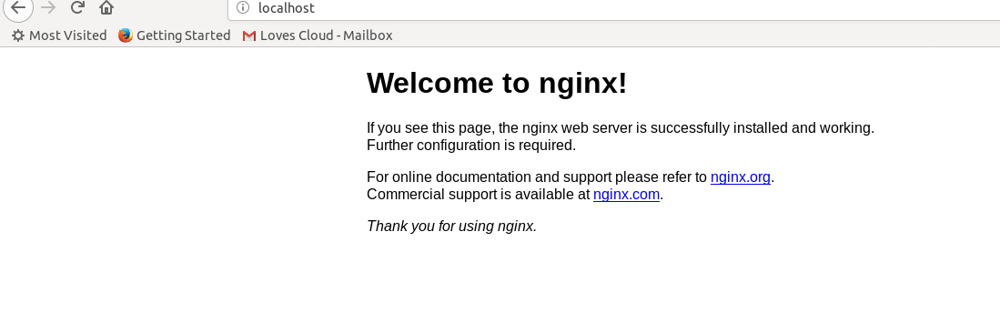 localhost
Most Visited Getting Started Loves Cloud - Mailbox
Welcome to nginx!
If you see this page, the nginx web server is successfully installed and working.
Further configuration is required.
For online documentation and support please refer to nginx.org.
Commercial support is available at nginx.com.
Thank you for using nginx.